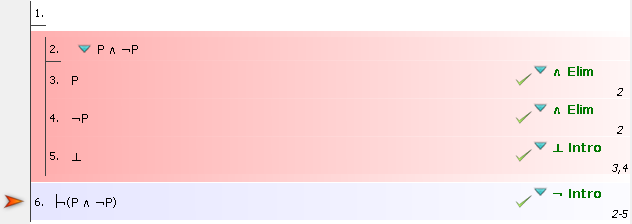 1.
2. P ∧ ¬P
3. P ∧ Elim
2
4. ¬P ∧ Elim
2
5. ⊥ ⊥ Intro
3,4
6. ¬(P ∧ ¬P) ¬ Intro
2-5